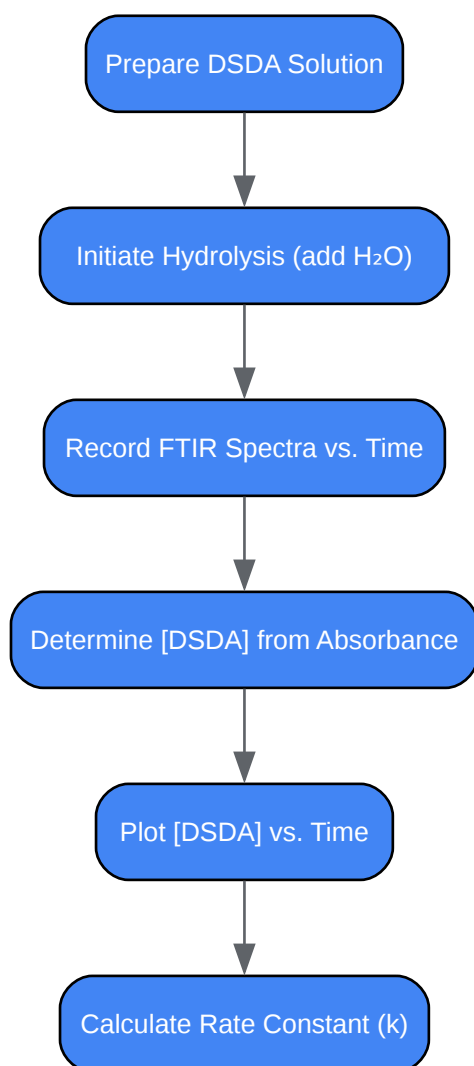 Prepare DSDA Solution
Initiate Hydrolysis (add H₂O)
Record FTIR Spectra vs. Time
Determine [DSDA] from Absorbance
Plot [DSDA] vs. Time
Calculate Rate Constant (k)